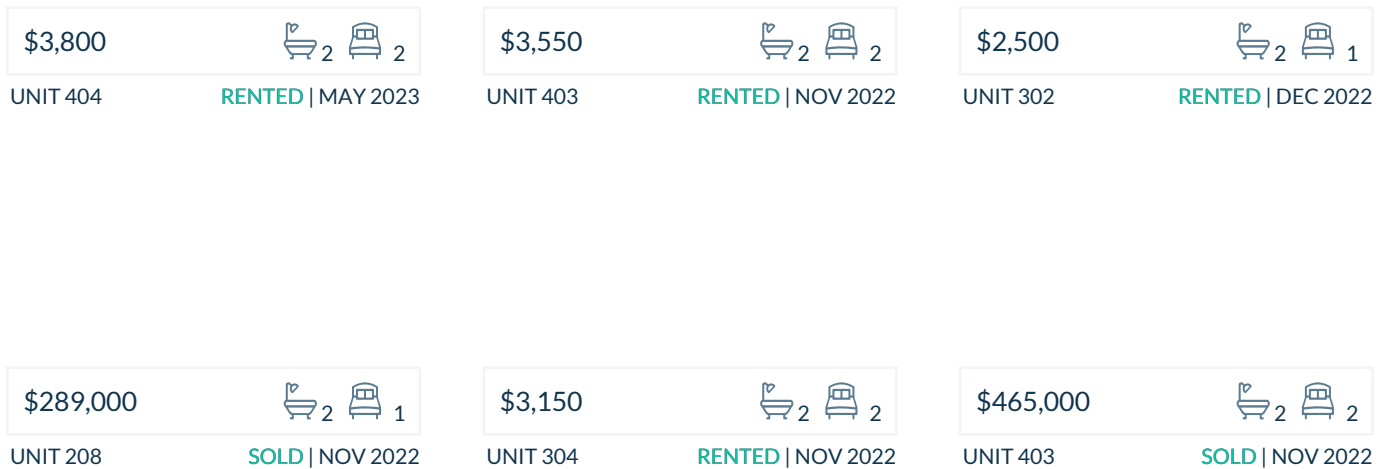 $3,800 2 2
UNIT 404 RENTED | MAY 2023
$3,550 2 2
UNIT 403 RENTED | NOV 2022
$2,500 2 1
UNIT 302 RENTED | DEC 2022
$289,000 2 1
UNIT 208 SOLD | NOV 2022
$3,150 2 2
UNIT 304 RENTED | NOV 2022
$465,000 2 2
UNIT 403 SOLD | NOV 2022